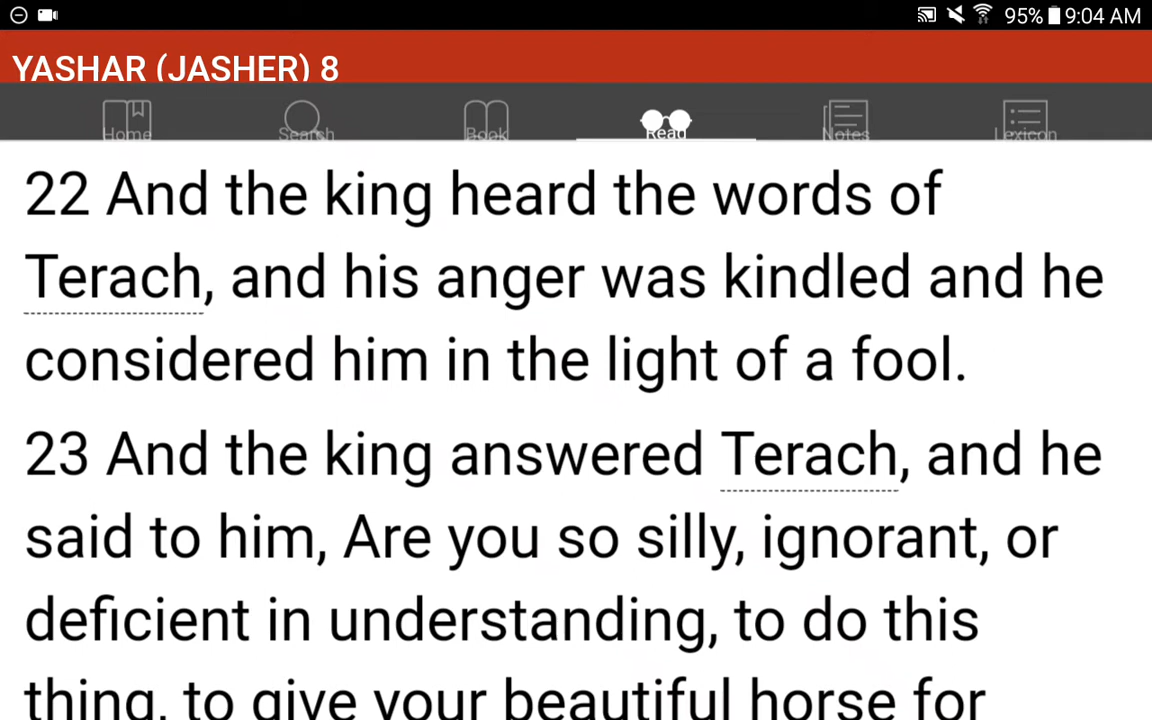 95% 9:04 AM
YASHAR (JASHER) 8
Home Search Book Read Notes Lexicon
22 And the king heard the words of
Terach, and his anger was kindled and he
considered him in the light of a fool.
23 And the king answered Terach, and he
said to him, Are you so silly, ignorant, or
deficient in understanding, to do this
thing, to give your beautiful horse for